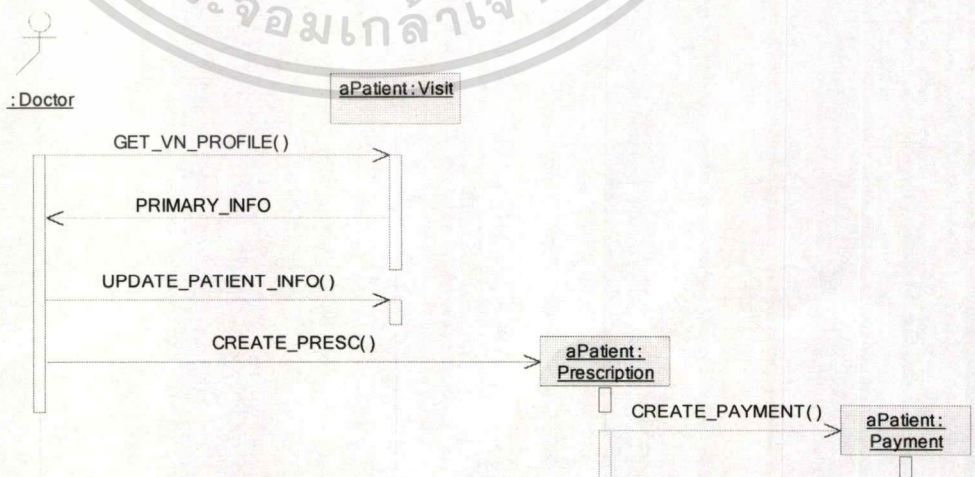 ะจอมเกล้าเจ้
:Doctor
aPatient:Visit
GET_VN_PROFILE()
PRIMARY_INFO
UPDATE_PATIENT_INFO()
CREATE_PRESC()
aPatient:
Prescription
CREATE_PAYMENT()
aPatient:
Payment